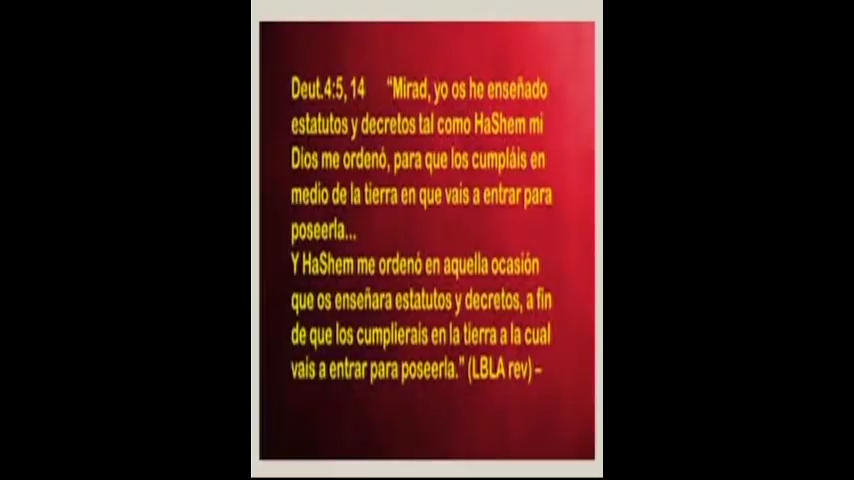 Deut.4:5, 14 “Mirad, yo os he enseñado
estatutos y decretos tal como HaShem mi
Dios me ordenó, para que los cumpláis en
medio de la tierra en que vais a entrar para
poseerla...
Y HaShem me ordenó en aquella ocasión
que os enseñara estatutos y decretos, a fin
de que los cumplierais en la tierra a la cual
vais a entrar para poseerla.” (LBLA rev) –